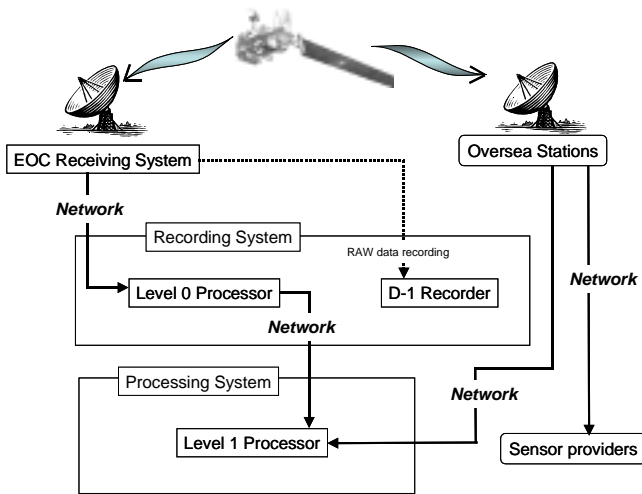 EOC Receiving System
Oversea Stations
Network
Recording System
RAW data recording
Level 0 Processor
D-1 Recorder
Network
Network
Processing System
Network
Level 1 Processor
Sensor providers